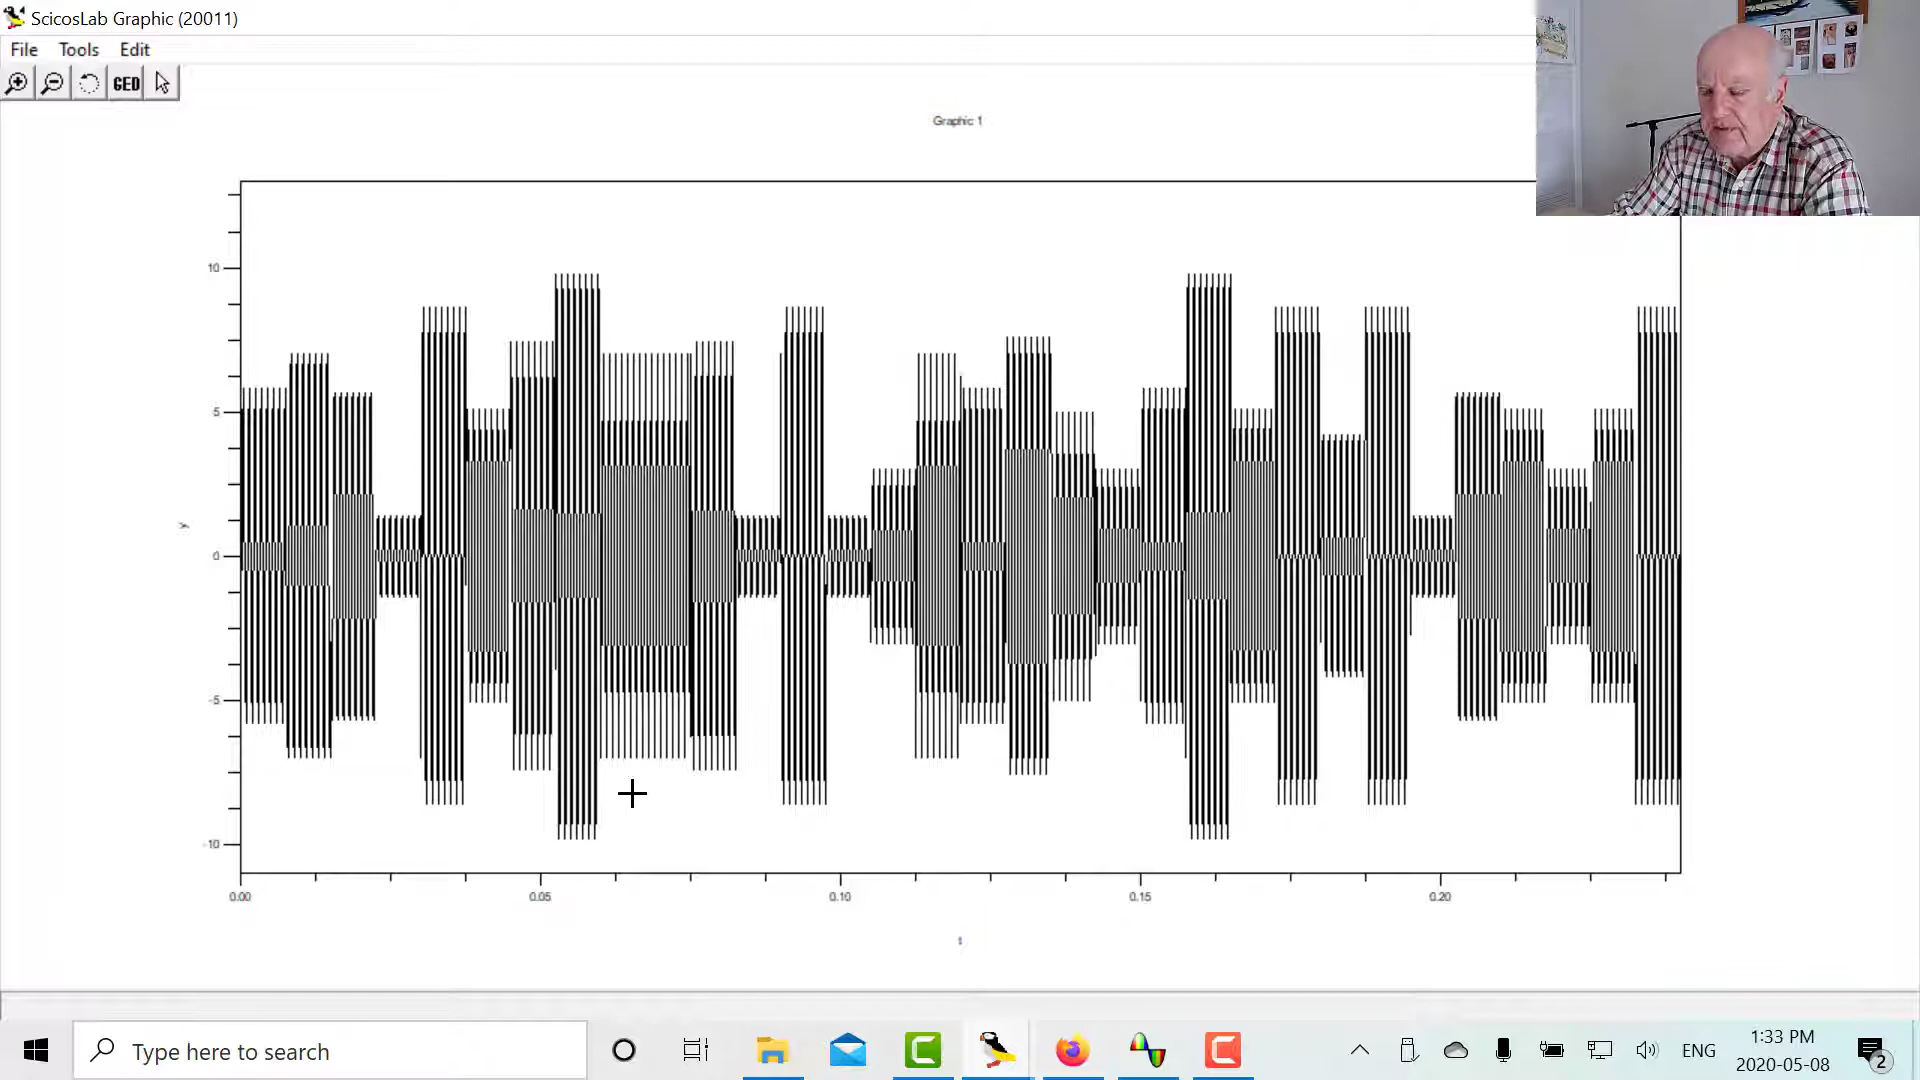 ScicosLab Graphic (20011)
File Tools Edit
GED
Graphic 1
10
5
0
-5
-10
y
0.00 0.05 0.10 0.15 0.20
t
Type here to search
ENG
1:33 PM
2020-05-08
2